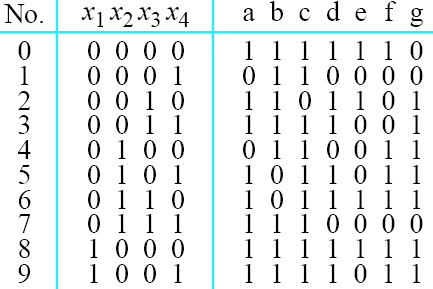 No. x1 x2 x3 x4 a b c d e f g
0 0 0 0 0 1 1 1 1 1 1 0
1 0 0 0 1 0 1 1 0 0 0 0
2 0 0 1 0 1 1 0 1 1 0 1
3 0 0 1 1 1 1 1 1 0 0 1
4 0 1 0 0 0 1 1 0 0 1 1
5 0 1 0 1 1 0 1 1 0 1 1
6 0 1 1 0 1 0 1 1 1 1 1
7 0 1 1 1 1 1 1 0 0 0 0
8 1 0 0 0 1 1 1 1 1 1 1
9 1 0 0 1 1 1 1 1 0 1 1